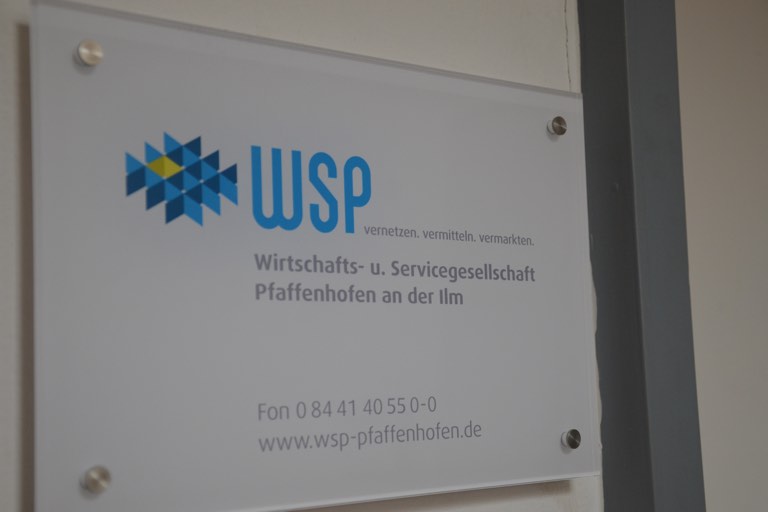 WSP
vernetzen. vermitteln. vermarkten.
Wirtschafts- u. Servicegesellschaft
Pfaffenhofen an der Ilm
Fon 0 84 41 40 55 0-0
www.wsp-pfaffenhofen.de